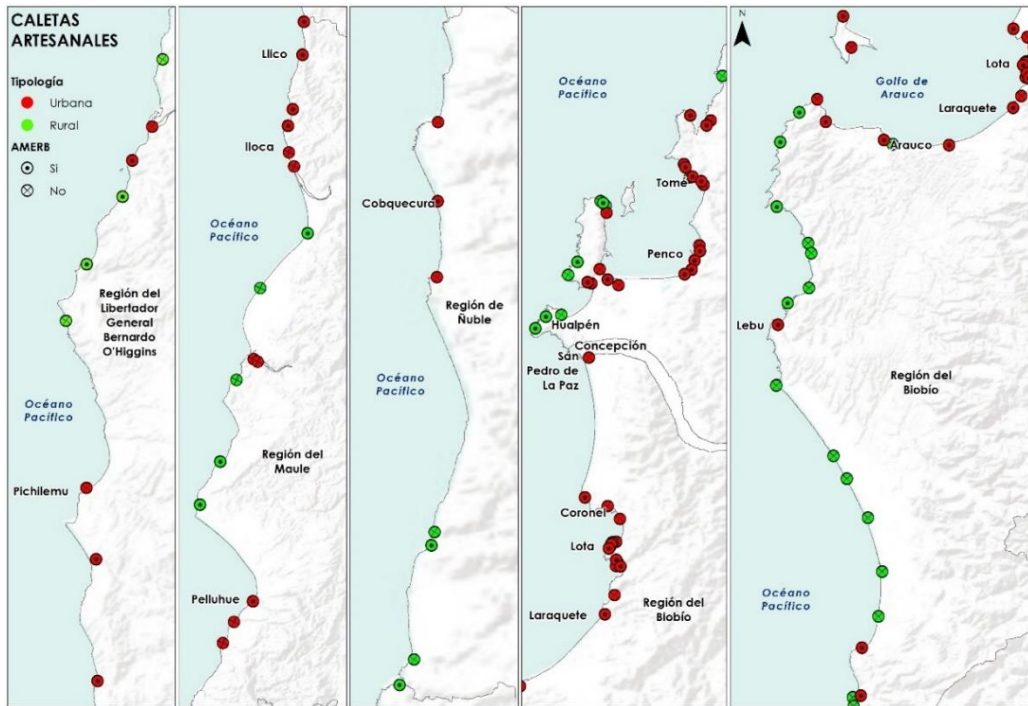 CALETAS
ARTESANALES
Tipología
Urbana
Rural
AMERB
Si
No
Región del
Libertador
General
Bernardo
O'Higgins
Océano
Pacífico
Pichilemu
Llico
Iloca
Océano
Pacífico
Región del
Maule
Pelluhue
Océano
Pacífico
Cobquecura
Región de
Ñuble
Océano
Pacífico
Océano
Pacífico
Tomé
Penco
Hualpén
Concepción
San
Pedro de
La Paz
Coronel
Lota
Laraquete
Región del
Biobío
N
Golfo de
Arauco
Lota
Laraquete
Arauco
Lebu
Región del
Biobío
Océano
Pacífico